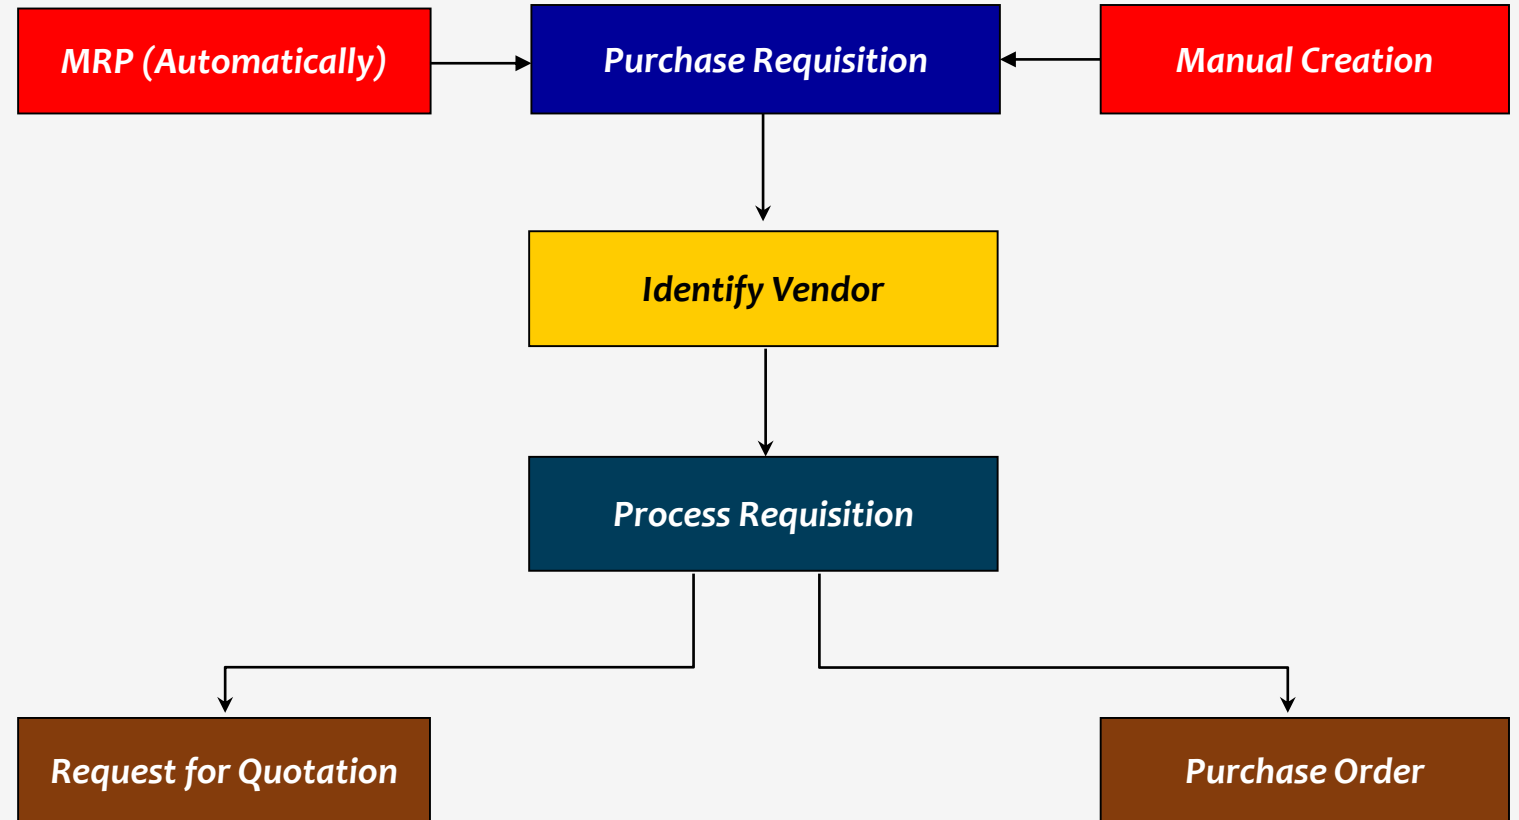 MRP (Automatically)
Purchase Requisition
Manual Creation
Identify Vendor
Process Requisition
Request for Quotation
Purchase Order